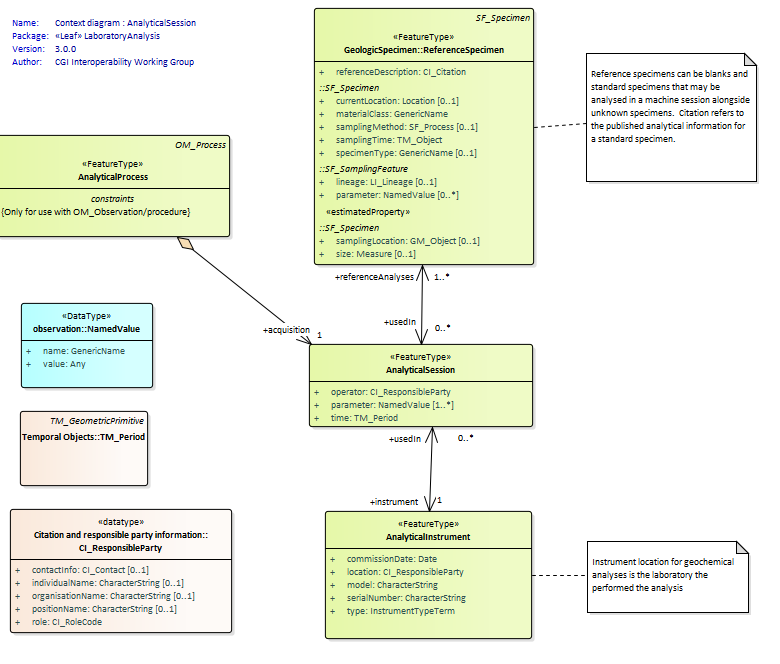 Name: Context diagram : AnalyticalSession
Package: «Leaf» LaboratoryAnalysis
Version: 3.0.0
Author: CGI Interoperability Working Group
SF_Specimen
«FeatureType»
GeologicSpecimen::ReferenceSpecimen
+ referenceDescription: CI_Citation
::SF_Specimen
+ currentLocation: Location [0..1]
+ materialClass: GenericName
+ samplingMethod: SF_Process [0..1]
+ samplingTime: TM_Object
+ specimenType: GenericName [0..1]
::SF_SamplingFeature
+ lineage: LI_Lineage [0..1]
+ parameter: NamedValue [0..*]
«estimatedProperty»
::SF_Specimen
+ samplingLocation: GM_Object [0..1]
+ size: Measure [0..1]
Reference specimens can be blanks and
standard specimens that may be
analysed in a machine session alongside
unknown specimens. Citation refers to
the published analytical information for
a standard specimen.
OM_Process
«FeatureType»
AnalyticalProcess
constraints
{Only for use with OM_Observation/procedure}
+referenceAnalyses 1..*
+usedIn 0..*
+acquisition 1
«DataType»
observation::NamedValue
+ name: GenericName
+ value: Any
«FeatureType»
AnalyticalSession
+ operator: CI_ResponsibleParty
+ parameter: NamedValue [1..*]
+ time: TM_Period
TM_GeometricPrimitive
Temporal Objects::TM_Period
+usedIn 0..*
+instrument 1
«datatype»
Citation and responsible party information::
CI_ResponsibleParty
+ contactInfo: CI_Contact [0..1]
+ individualName: CharacterString [0..1]
+ organisationName: CharacterString [0..1]
+ positionName: CharacterString [0..1]
+ role: CI_RoleCode
«FeatureType»
AnalyticalInstrument
+ commissionDate: Date
+ location: CI_ResponsibleParty
+ model: CharacterString
+ serialNumber: CharacterString
+ type: InstrumentTypeTerm
Instrument location for geochemical
analyses is the laboratory the
performed the analysis